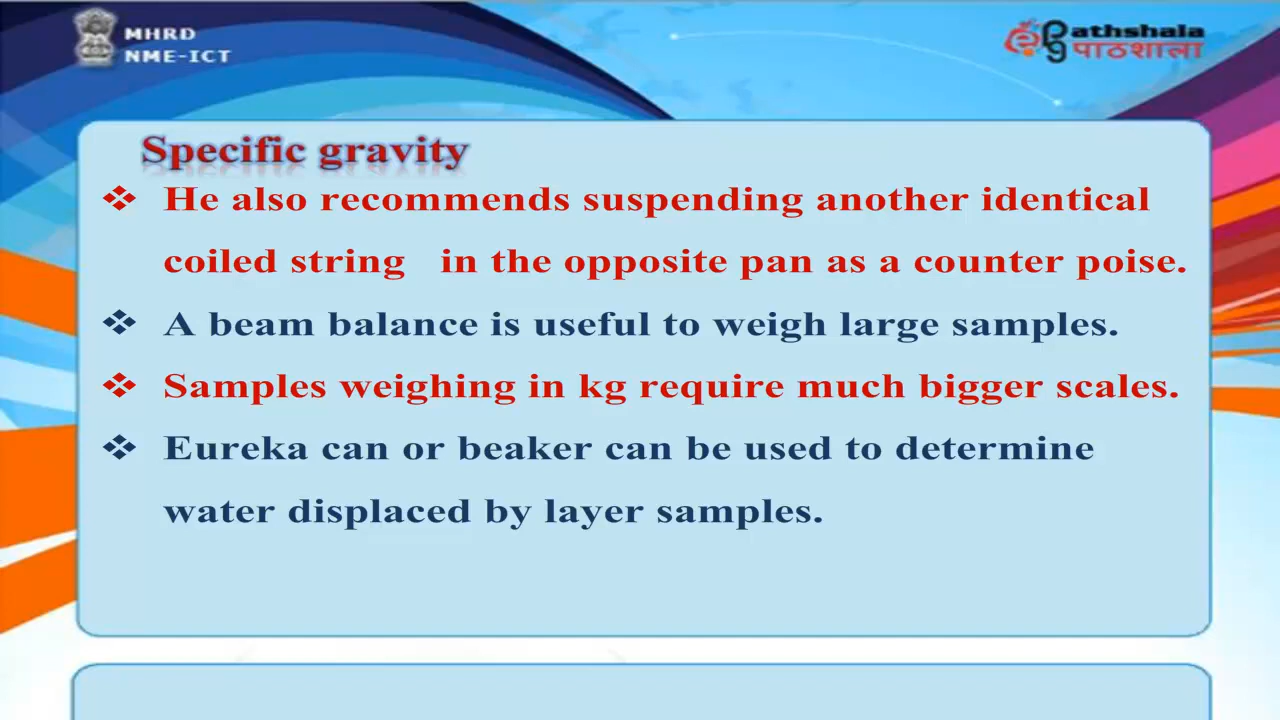 MHRD
NME-ICT
athshala
पाठशाला
Specific gravity
❖ He also recommends suspending another identical
coiled string in the opposite pan as a counter poise.
❖ A beam balance is useful to weigh large samples.
❖ Samples weighing in kg require much bigger scales.
❖ Eureka can or beaker can be used to determine
water displaced by layer samples.